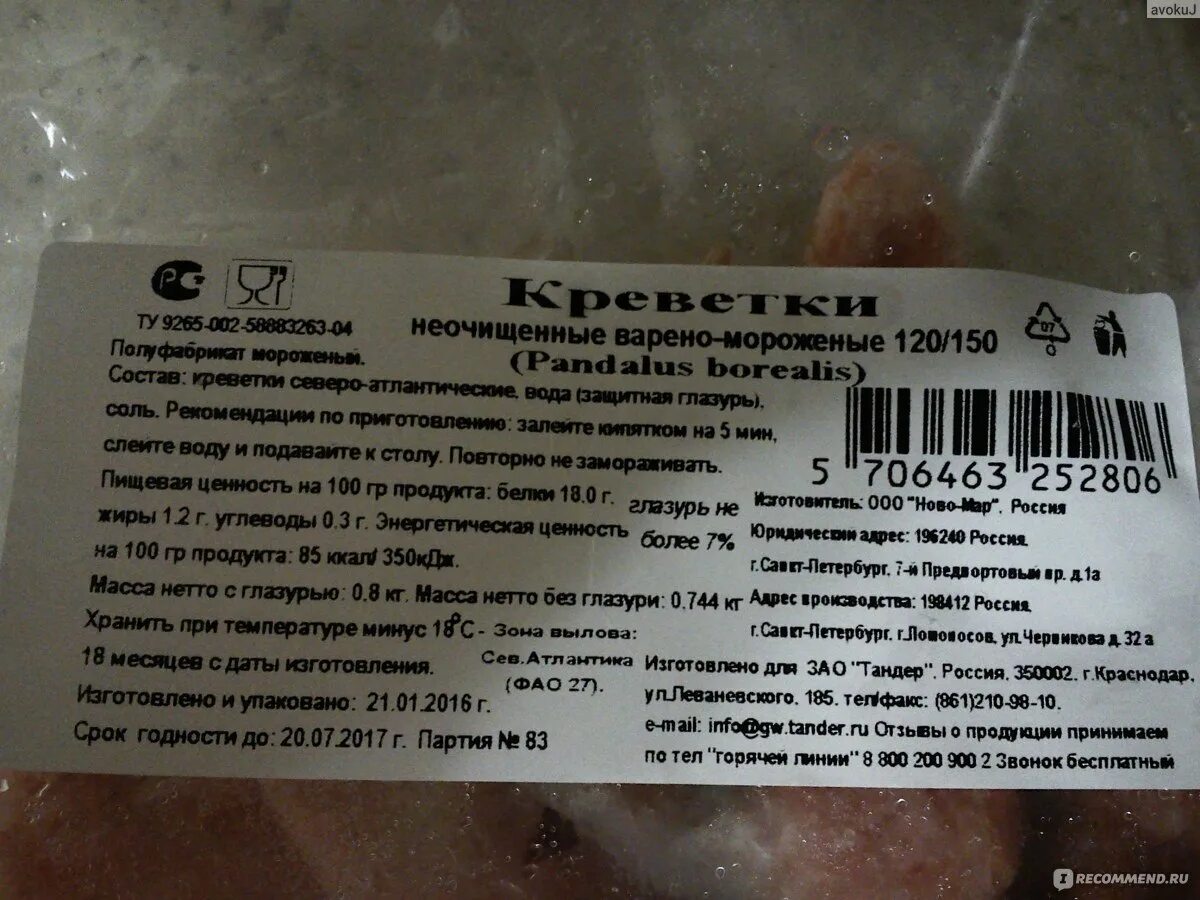 avokuJ
РС
Креветки
неочищенные варено-мороженые 120/150
(Pandalus borealis)
97
ТУ 9265-002-58883263-04
Полуфабрикат мороженый.
Состав: креветки северо-атлантические, вода (защитная глазурь),
соль. Рекомендации по приготовлению: залейте кипятком на 5 мин,
слейте воду и подавайте к столу. Повторно не замораживать.
Пищевая ценность на 100 гр продукта: белки 18.0 г.
жиры 1.2 г. углеводы 0.3 г. Энергетическая ценность
на 100 гр продукта: 85 ккал/ 350кДж.
глазурь не
более 7%
Масса нетто с глазурью: 0.8 кг. Масса нетто без глазури: 0.744 кг
Хранить при температуре минус 18°С -
18 месяцев с даты изготовления.
Зона вылова:
Сев.Атлантика
(ФАО 27).
Изготовлено и упаковано: 21.01.2016 г.
Срок годности до: 20.07.2017 г. Партия № 83
5 706463 252806
Изготовитель: ООО "Ново-Мар". Россия
Юридический адрес: 196240 Россия.
г.Санкт-Петербург. 7-й Предпортовый пр. д.1а
Адрес производства: 198412 Россия.
г.Санкт-Петербург. г.Ломоносов, ул.Черникова д. 32 а
Изготовлено для ЗАО "Тандер". Россия. 350002. г.Краснодар,
ул.Леваневского. 185. тел/факс: (861)210-98-10.
e-mail: info@gw.tander.ru Отзывы о продукции принимаем
по тел "горячей линии" 8 800 200 900 2 Звонок бесплатный
IRECOMMEND.RU